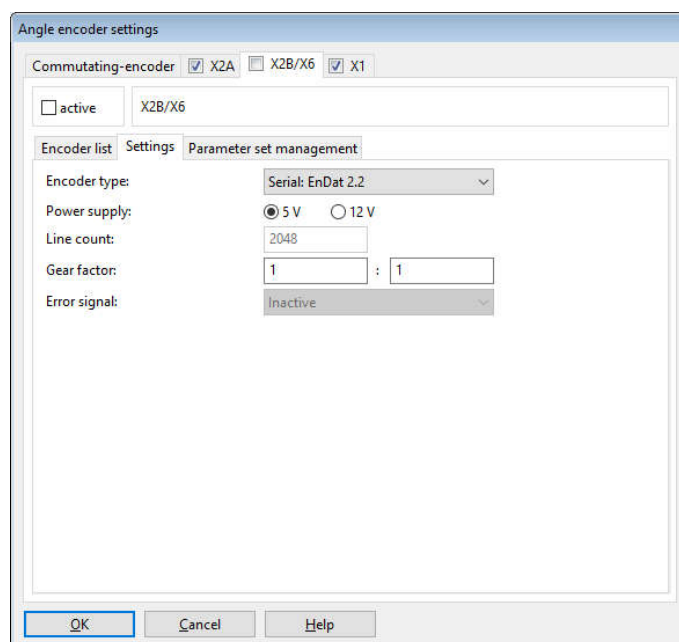 Angle encoder settings
Commutating-encoder X2A X2B/X6 X1
active X2B/X6
Encoder list Settings Parameter set management
Encoder type: Serial: EnDat 2.2
Power supply: 5 V 12 V
Line count: 2048
Gear factor: 1 : 1
Error signal: Inactive
OK Cancel Help